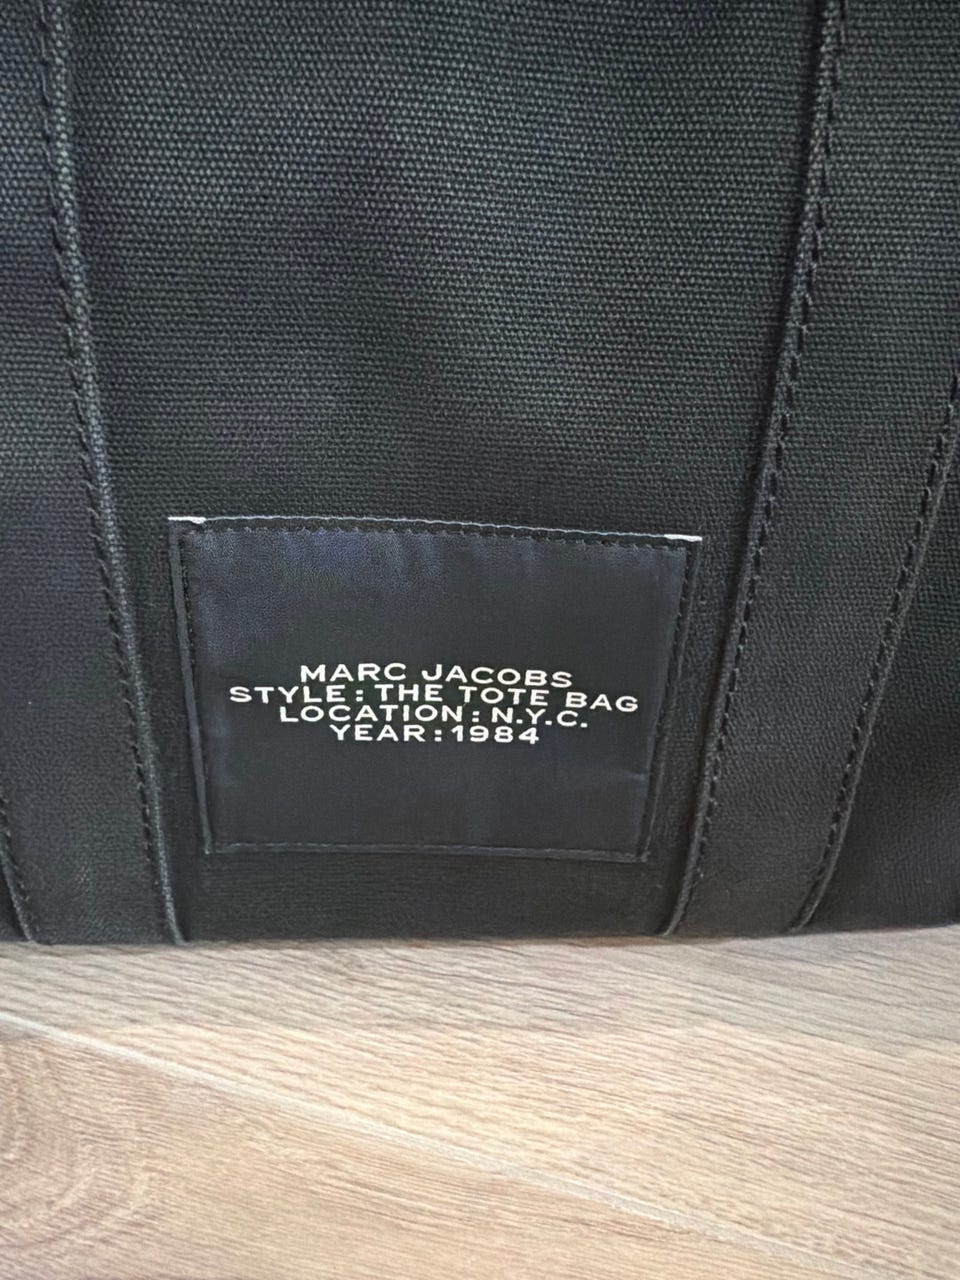 MARC JACOBS
STYLE: THE TOTE BAG
LOCATION: N.Y.C.
YEAR: 1984